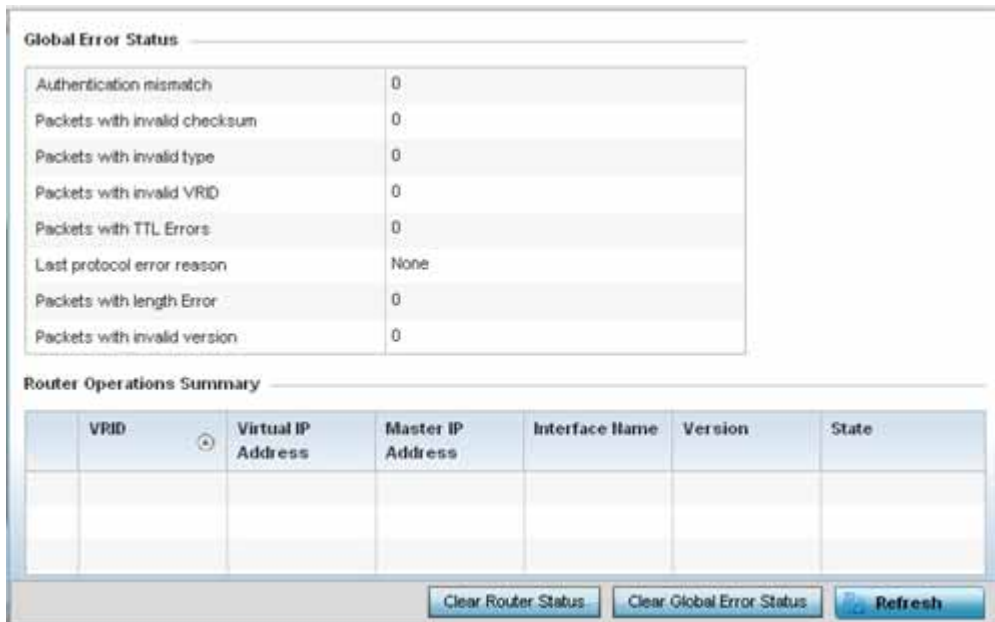 Global Error Status
Authentication mismatch 0
Packets with invalid checksum 0
Packets with invalid type 0
Packets with invalid VRID 0
Packets with TTL Errors 0
Last protocol error reason None
Packets with length Error 0
Packets with invalid version 0
Router Operations Summary
VRID Virtual IP Address Master IP Address Interface Name Version State
Clear Router Status Clear Global Error Status Refresh